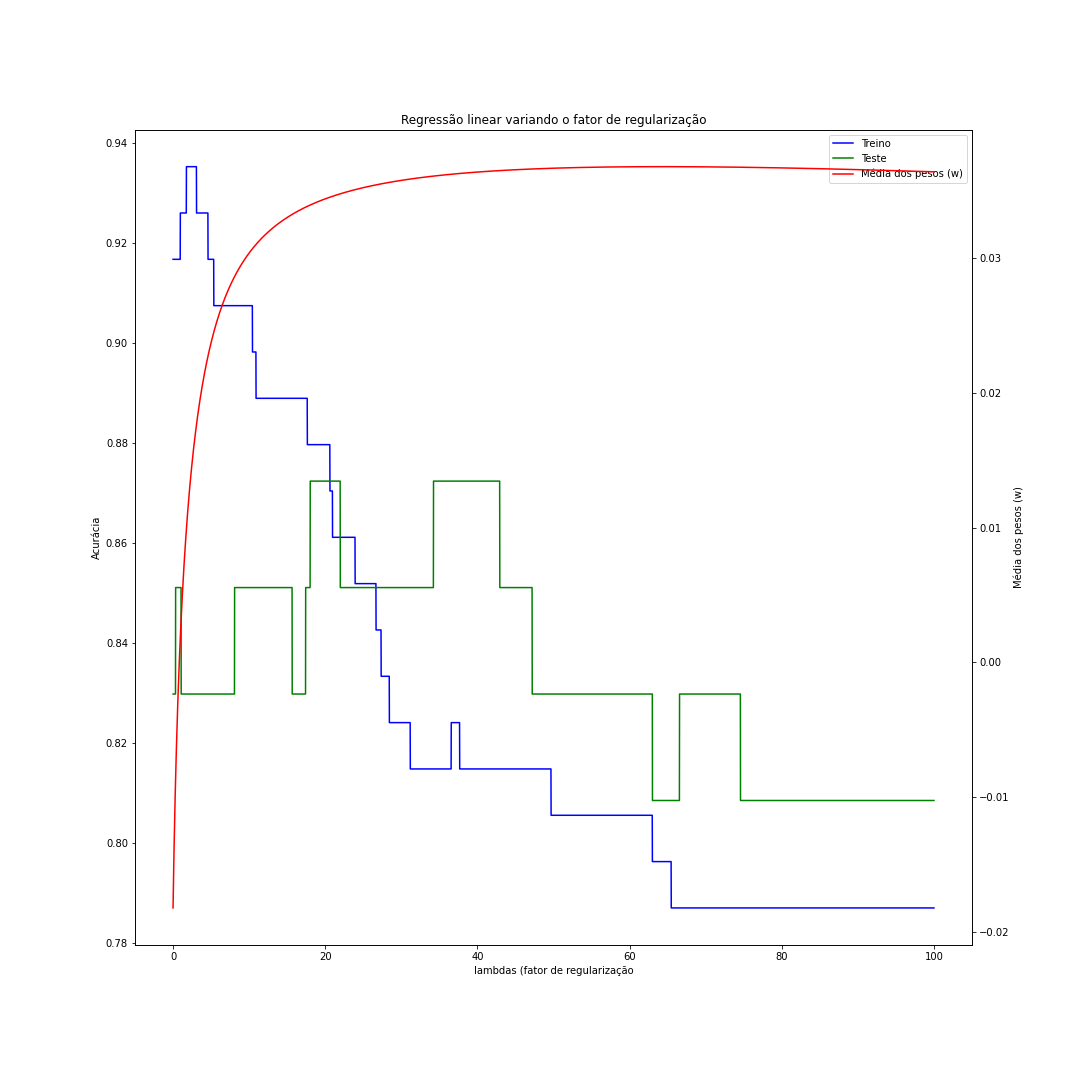 Regressão linear variando o fator de regularização
Treino
Teste
Média dos pesos (w)
0.94
0.92
0.90
0.88
0.86
0.84
0.82
0.80
0.78
Acurácia
0.03
0.02
0.01
0.00
−0.01
−0.02
Média dos pesos (w)
0 20 40 60 80 100
lambdas (fator de regularização